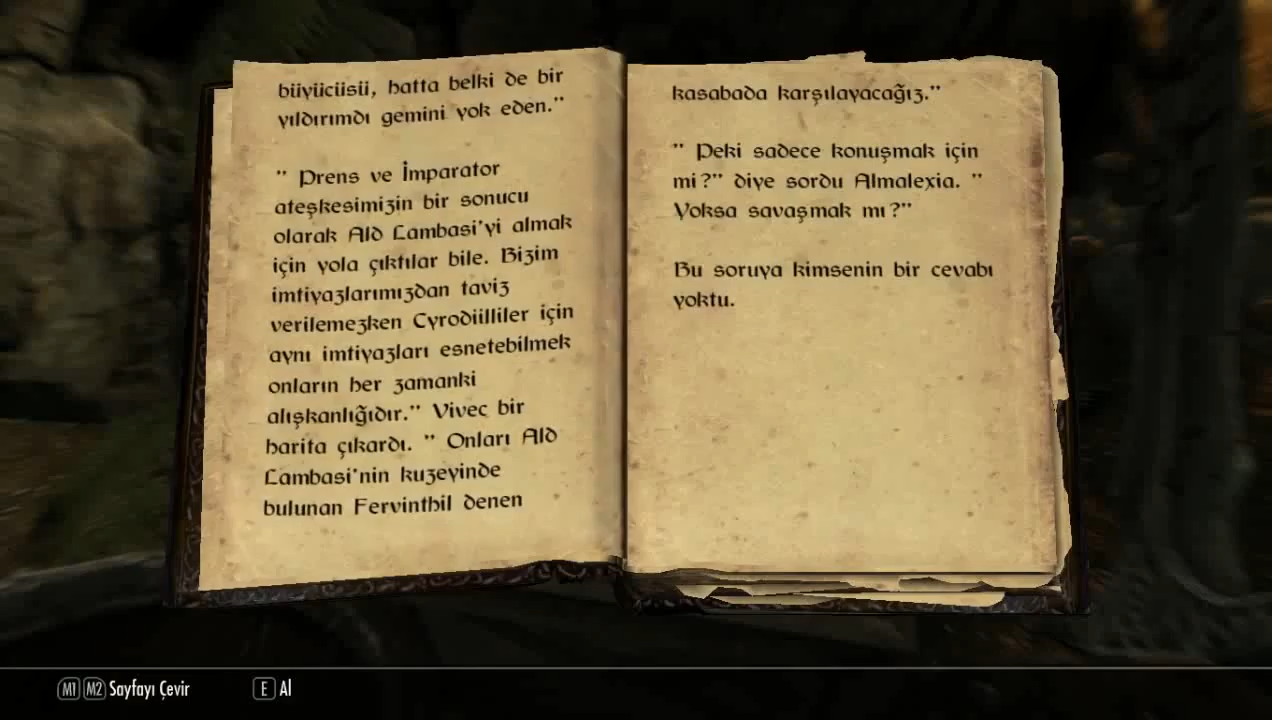 büyücüsü, hatta belki de bir
yıldırımdı gemini yok eden.”
” Prens ve İmparator
ateşkesimizin bir sonucu
olarak Ald Lambasi'yi almak
için yola çıktılar bile. Bizim
imtiyazlarımızdan taviz
verilemezken Cyrodiilliler için
aynı imtiyazları esnetebilmek
onların her zamanki
alışkanlığıdır.” Vivec bir
harita çıkardı. ” Onları Ald
Lambasi'nin kuzeyinde
bulunan Fervinthil denen
kasabada karşılayacağız.”
” Peki sadece konuşmak için
mi?” diye sordu Almalexia. ”
Yoksa savaşmak mı?”
Bu soruya kimsenin bir cevabı
yoktu.
M1 M2 Sayfayı Çevir
E Al